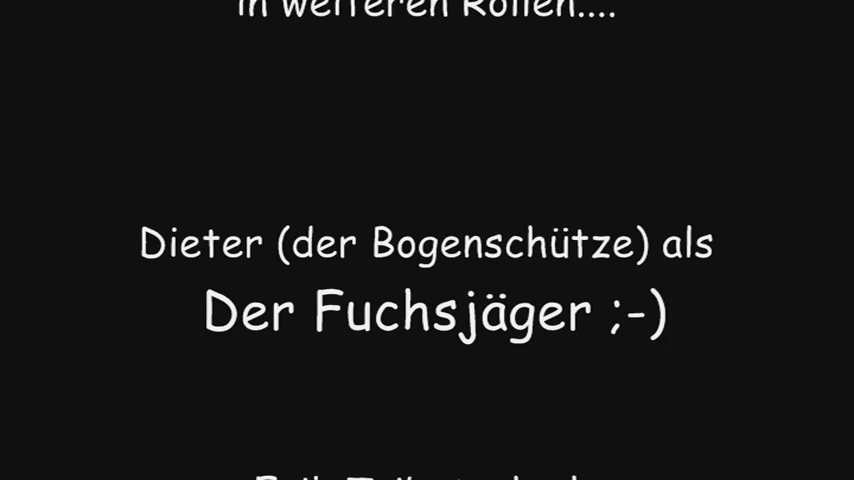 in weiteren Rollen....
Dieter (der Bogenschütze) als
Der Fuchsjäger ;-)